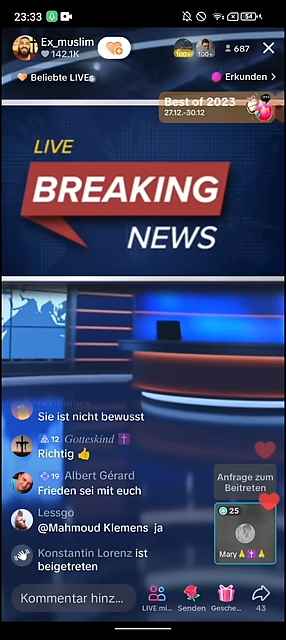 23:33
54
Ex_muslim
142.1K
100+
100+
687
Beliebte LIVEs
Erkunden >
Best of 2023
27.12.-30.12
LIVE
BREAKING
NEWS
Sie ist nicht bewusst
12 Gotteskind
Richtig
19 Albert Gérard
Frieden sei mit euch
Lessgo
@Mahmoud Klemens ja
Konstantin Lorenz ist
beigetreten
Anfrage zum
Beitreten
25
Mary
Kommentar hinz...
LIVE mi...
Senden
Gesche...
43